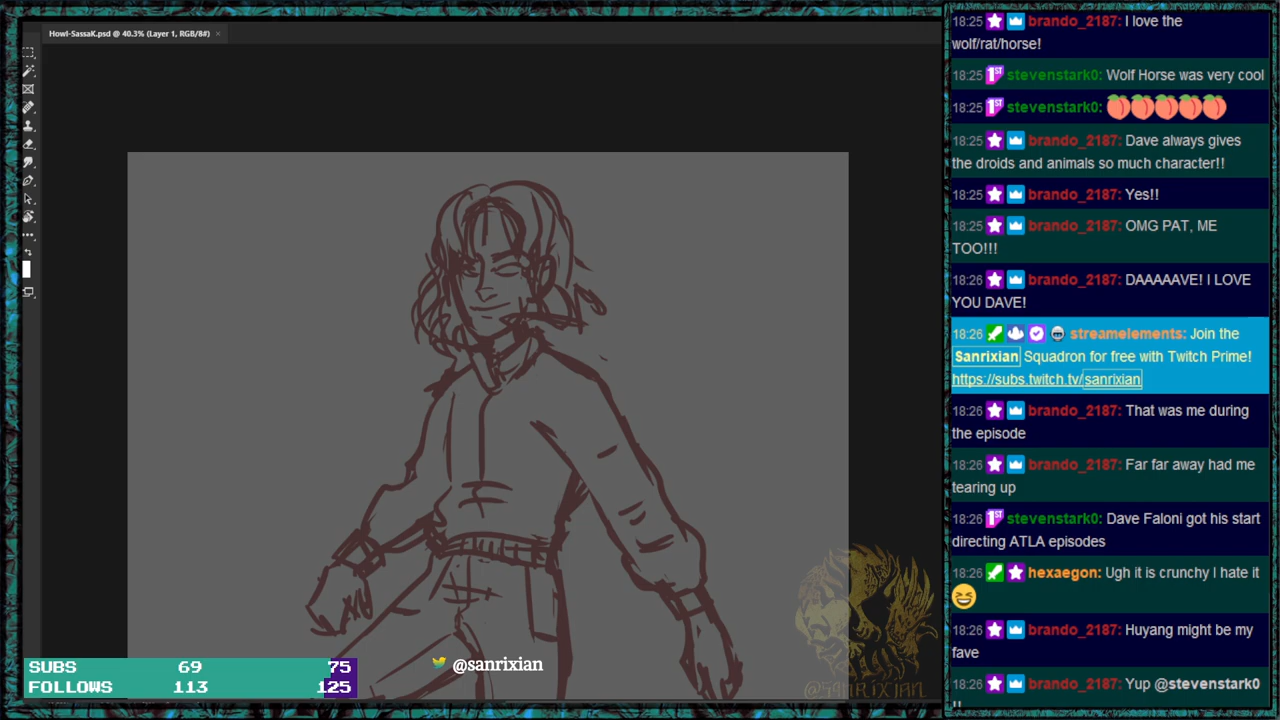 Howl-SassaK.psd @ 40.3% (Layer 1, RGB/8#) ×
SUBS 69 75
FOLLOWS 113 125
@sanrixian
@SANRIXIAN
18:25 brando_2187: I love the
wolf/rat/horse!
18:25 stevenstark0: Wolf Horse was very cool
18:25 stevenstark0: 🍑🍑🍑🍑🍑
18:25 brando_2187: Dave always gives
the droids and animals so much character!!
18:25 brando_2187: Yes!!
18:25 brando_2187: OMG PAT, ME
TOO!!!
18:26 brando_2187: DAAAAAVE! I LOVE
YOU DAVE!
18:26 streamelements: Join the
Sanrixian Squadron for free with Twitch Prime!
https://subs.twitch.tv/sanrixian
18:26 brando_2187: That was me during
the episode
18:26 brando_2187: Far far away had me
tearing up
18:26 stevenstark0: Dave Faloni got his start
directing ATLA episodes
18:26 hexaegon: Ugh it is crunchy I hate it
😆
18:26 brando_2187: Huyang might be my
fave
18:26 brando_2187: Yup @stevenstark0
!!